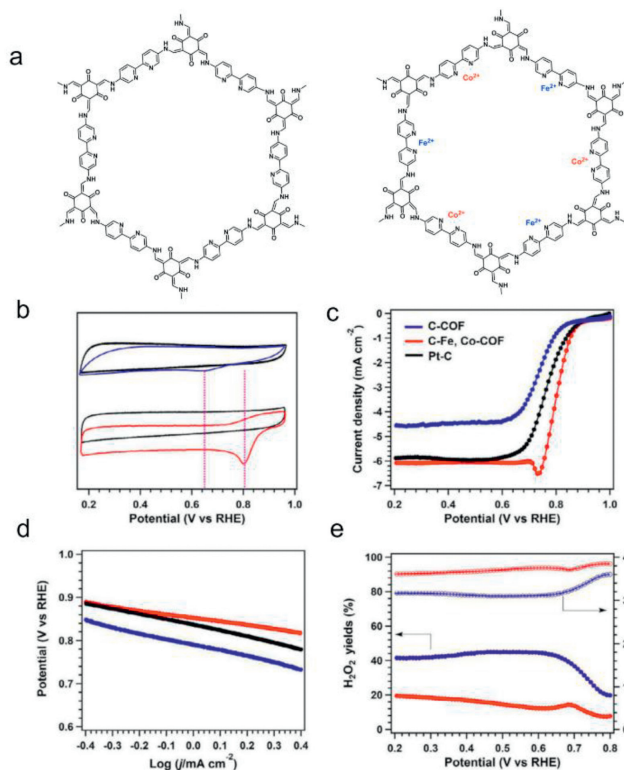 a
Co²⁺
Fe²⁺
Fe²⁺
Co²⁺
Co²⁺
Fe²⁺
b
0.2 0.4 0.6 0.8 1.0
Potential (V vs RHE)
c
C-COF
C-Fe, Co-COF
Pt-C
Current density (mA cm⁻²)
0
-1
-2
-3
-4
-5
-6
-7
0.2 0.4 0.6 0.8 1.0
Potential (V vs RHE)
d
Potential (V vs RHE)
1.0
0.9
0.8
0.7
0.6
-0.4 -0.3 -0.2 -0.1 0.0 0.1 0.2 0.3 0.4
Log (j/mA cm⁻²)
e
H₂O₂ yields (%)
100
80
60
40
20
0
0.2 0.3 0.4 0.5 0.6 0.7 0.8
Potential (V vs RHE)